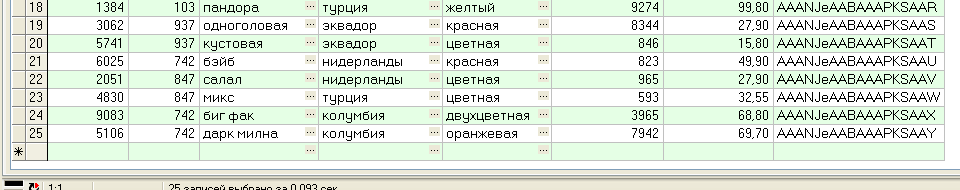 18 1384 103 пандора ... турция ... желтый ... 9274 99,80 AAANJeAABAAAPKSAAR
19 3062 937 одноголовая ... эквадор ... красная ... 8344 27,90 AAANJeAABAAAPKSAAS
20 5741 937 кустовая ... эквадор ... цветная ... 846 15,80 AAANJeAABAAAPKSAAT
21 6025 742 бэйб ... нидерланды ... красная ... 823 49,90 AAANJeAABAAAPKSAAU
22 2051 847 салал ... нидерланды ... цветная ... 965 27,90 AAANJeAABAAAPKSAAV
23 4830 847 микс ... турция ... цветная ... 593 32,55 AAANJeAABAAAPKSAAW
24 9083 742 биг фак ... колумбия ... двухцветная ... 3965 68,80 AAANJeAABAAAPKSAAX
25 5106 742 дарк милна ... колумбия ... оранжевая ... 7942 69,70 AAANJeAABAAAPKSAAY
* ... ... ...
1:1 25 записей выбрано за 0,093 сек.